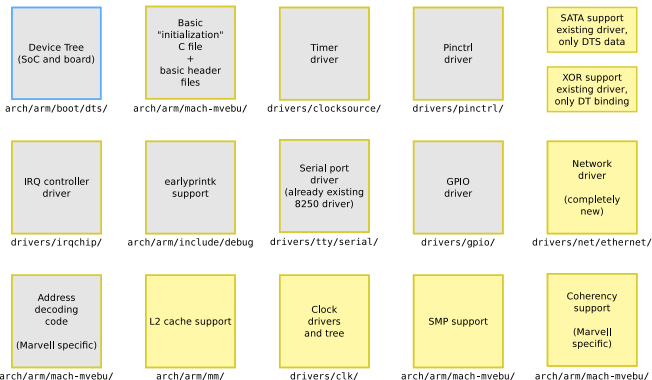 Device Tree
(SoC and board)
arch/arm/boot/dts/
Basic
"initialization"
C file
+
basic header
files
arch/arm/mach-mvebu/
Timer
driver
drivers/clocksource/
Pinctrl
driver
drivers/pinctrl/
SATA support
existing driver,
only DTS data
XOR support
existing driver,
only DT binding
IRQ controller
driver
drivers/irqchip/
earlyprintk
support
arch/arm/include/debug
Serial port
driver
(already existing
8250 driver)
drivers/tty/serial/
GPIO
driver
drivers/gpio/
Network
driver
(completely
new)
drivers/net/ethernet/
Address
decoding
code
(Marvell specific)
arch/arm/mach-mvebu/
L2 cache support
arch/arm/mm/
Clock
drivers
and tree
drivers/clk/
SMP support
arch/arm/mach-mvebu/
Coherency
support
(Marvell
specific)
arch/arm/mach-mvebu/